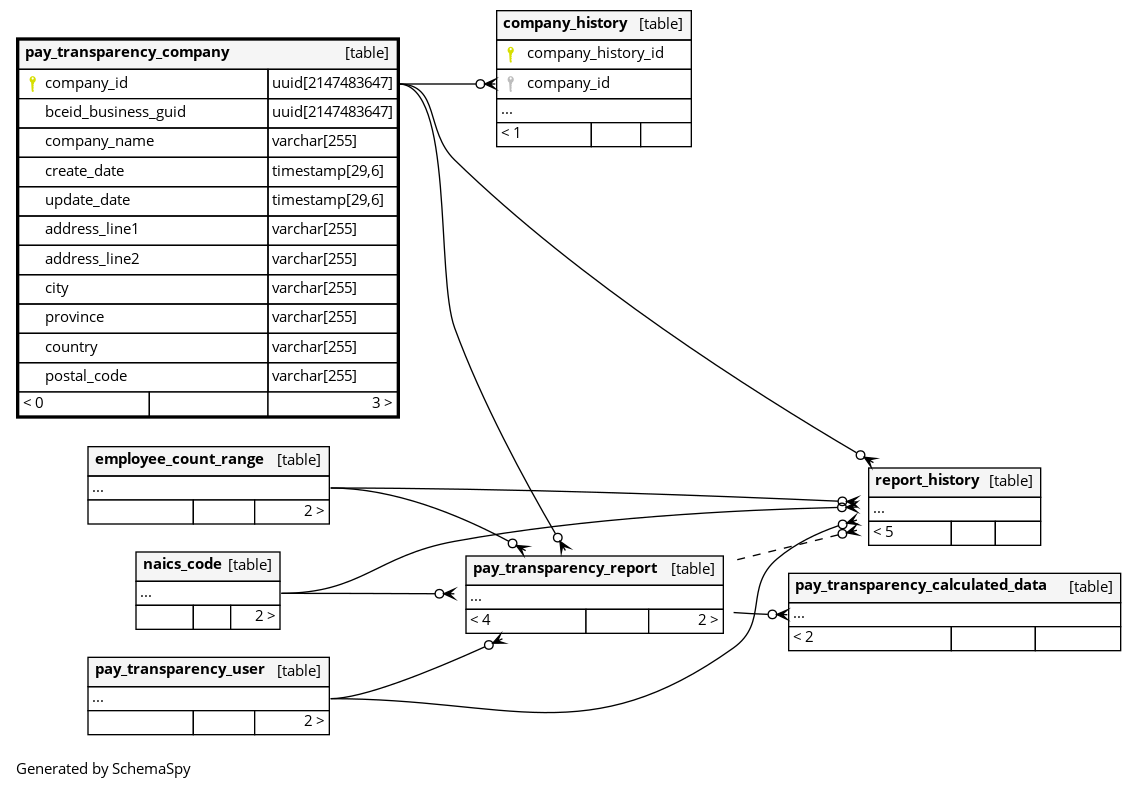 pay_transparency_company [table]
company_id uuid[2147483647]
bceid_business_guid uuid[2147483647]
company_name varchar[255]
create_date timestamp[29,6]
update_date timestamp[29,6]
address_line1 varchar[255]
address_line2 varchar[255]
city varchar[255]
province varchar[255]
country varchar[255]
postal_code varchar[255]
< 0 3 >
company_history [table]
company_history_id
company_id
...
< 1
employee_count_range [table]
...
2 >
naics_code [table]
...
2 >
pay_transparency_user [table]
...
2 >
pay_transparency_report [table]
...
< 4 2 >
report_history [table]
...
< 5
pay_transparency_calculated_data [table]
...
< 2
Generated by SchemaSpy